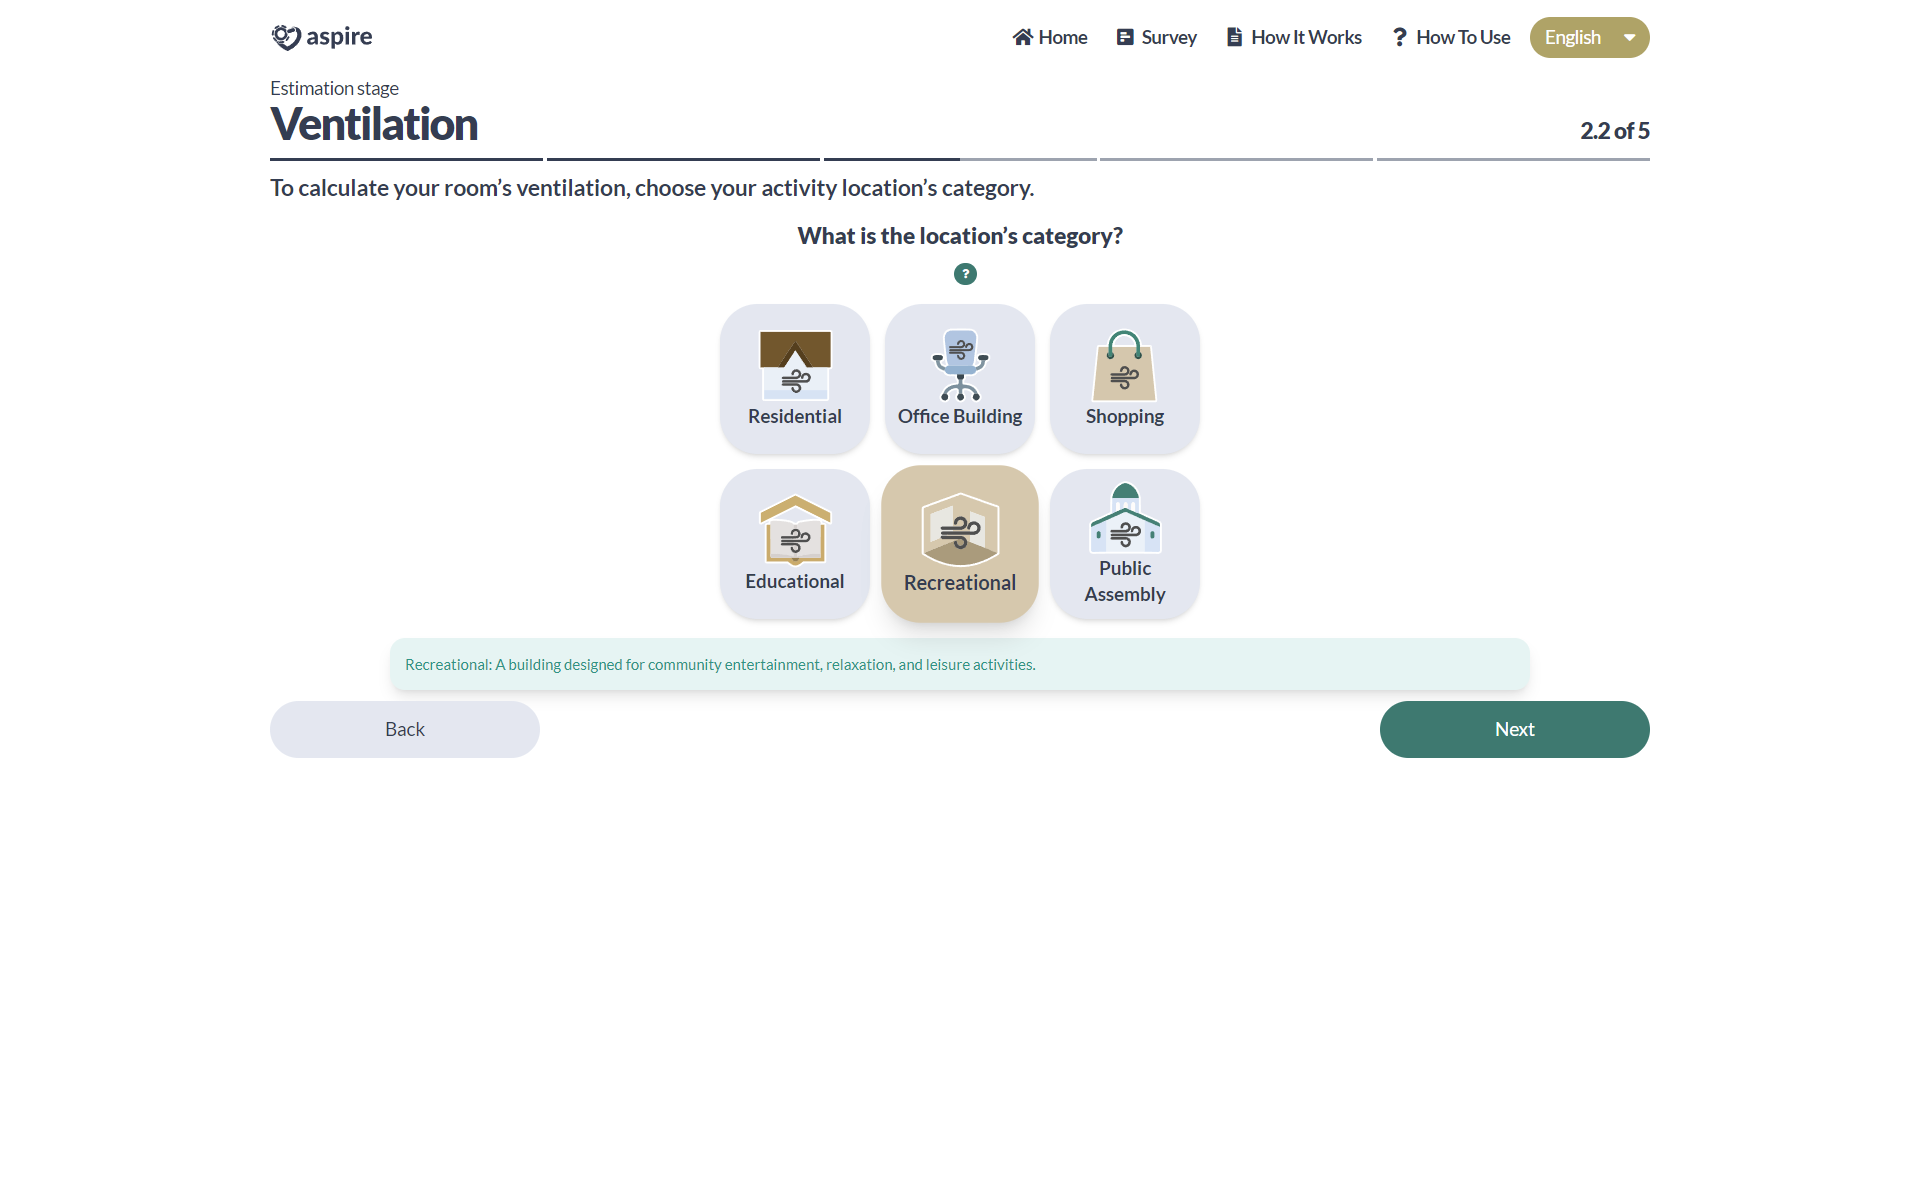 aspire
Home
Survey
How It Works
? How To Use
English
Estimation stage
Ventilation
2.2 of 5
To calculate your room’s ventilation, choose your activity location’s category.
What is the location’s category?
?
Residential
Office Building
Shopping
Educational
Recreational
Public
Assembly
Recreational: A building designed for community entertainment, relaxation, and leisure activities.
Back
Next